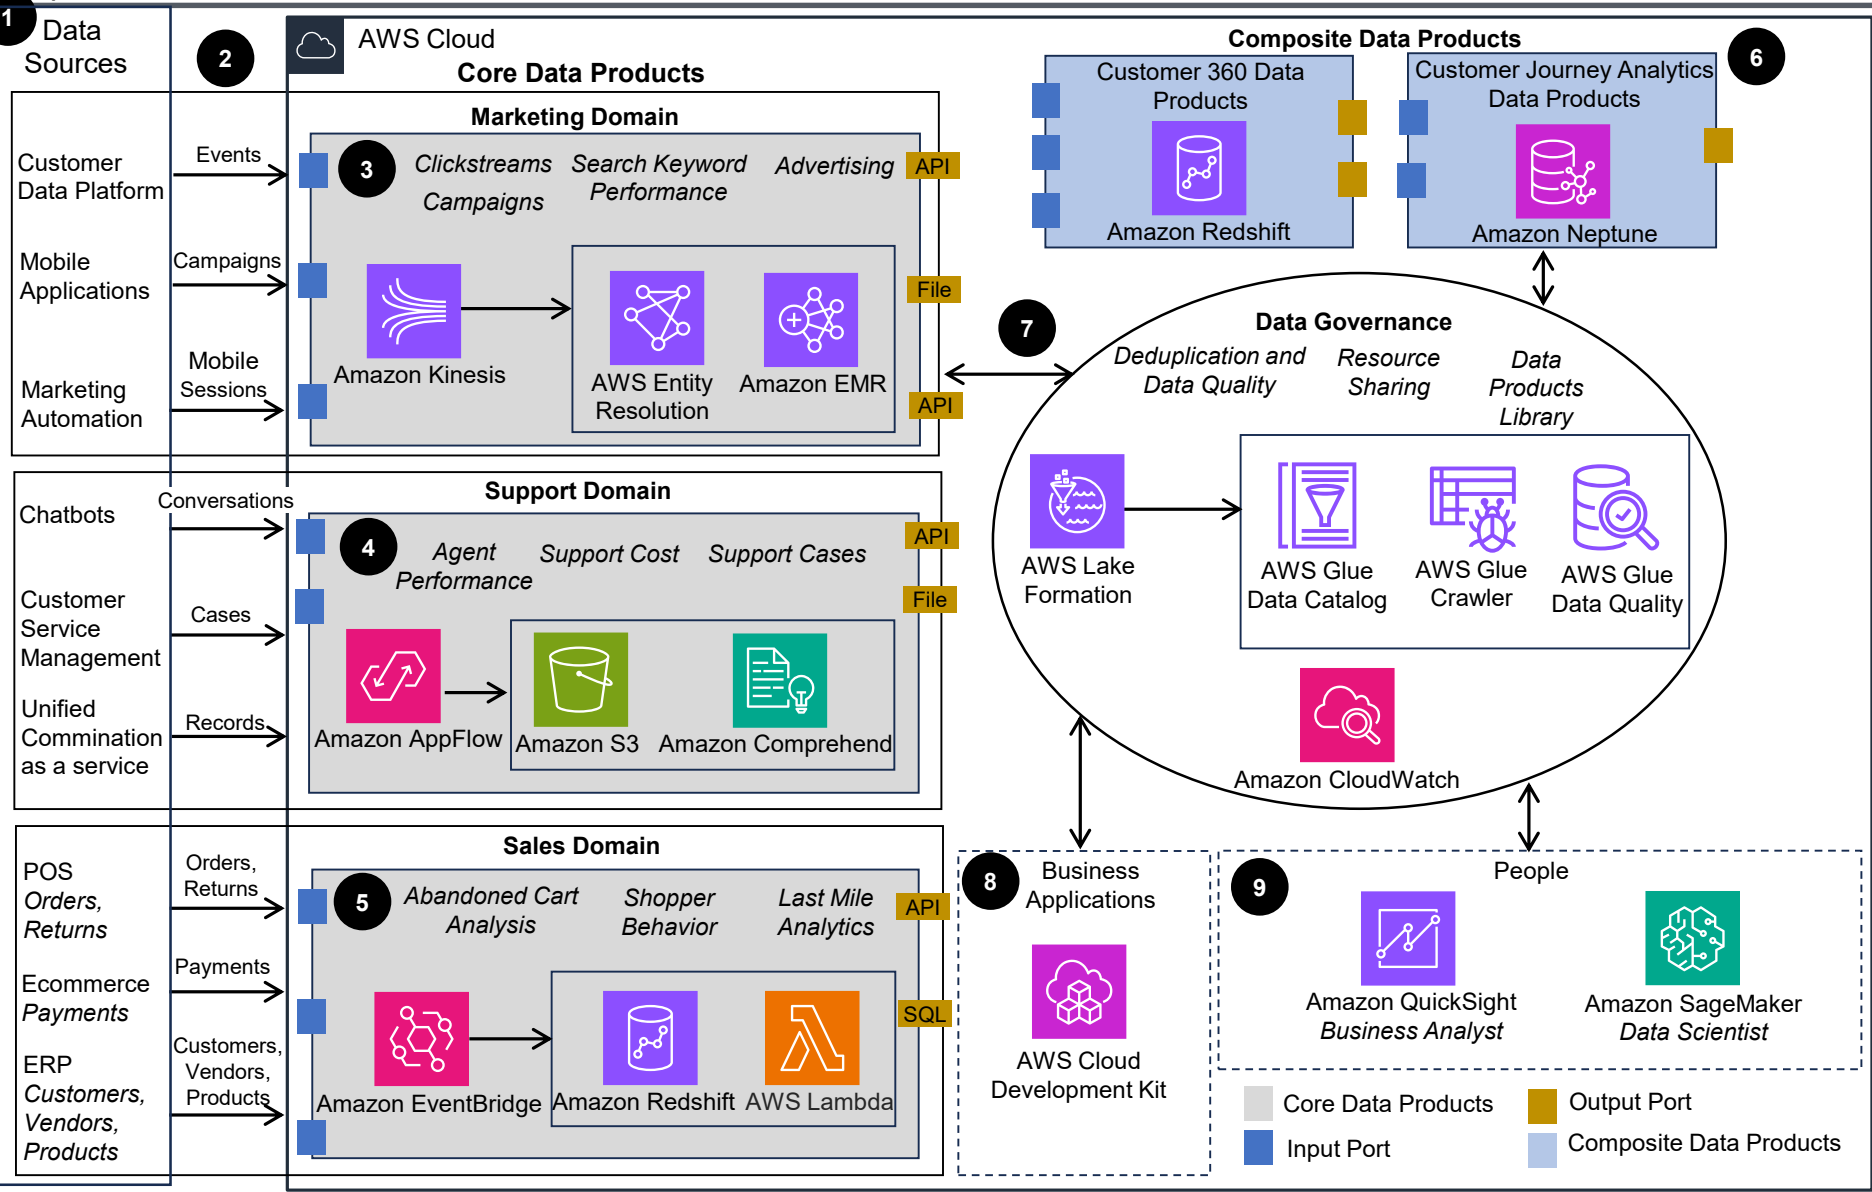 1
Data
Sources
2
AWS Cloud
Core Data Products
Composite Data Products
6
Marketing Domain
Customer
Data Platform
Events
3
Clickstreams
Campaigns
Search Keyword
Performance
Advertising
API
Mobile
Applications
Campaigns
File
Marketing
Automation
Mobile
Sessions
API
Amazon Kinesis
AWS Entity
Resolution
Amazon EMR
Customer 360 Data
Products
Amazon Redshift
Customer Journey Analytics
Data Products
Amazon Neptune
7
Data Governance
Deduplication and
Data Quality
Resource
Sharing
Data
Products
Library
AWS Lake
Formation
AWS Glue
Data Catalog
AWS Glue
Crawler
AWS Glue
Data Quality
Amazon CloudWatch
Support Domain
Chatbots
Conversations
4
Agent
Performance
Support Cost
Support Cases
API
File
Customer
Service
Management
Cases
Unified
Commination
as a service
Records
Amazon AppFlow
Amazon S3
Amazon Comprehend
Sales Domain
POS
Orders,
Returns
Orders,
Returns
5
Abandoned Cart
Analysis
Shopper
Behavior
Last Mile
Analytics
API
Ecommerce
Payments
Payments
SQL
ERP
Customers,
Vendors,
Products
Customers,
Vendors,
Products
Amazon EventBridge
Amazon Redshift
AWS Lambda
8
Business
Applications
AWS Cloud
Development Kit
9
People
Amazon QuickSight
Business Analyst
Amazon SageMaker
Data Scientist
Core Data Products
Output Port
Input Port
Composite Data Products